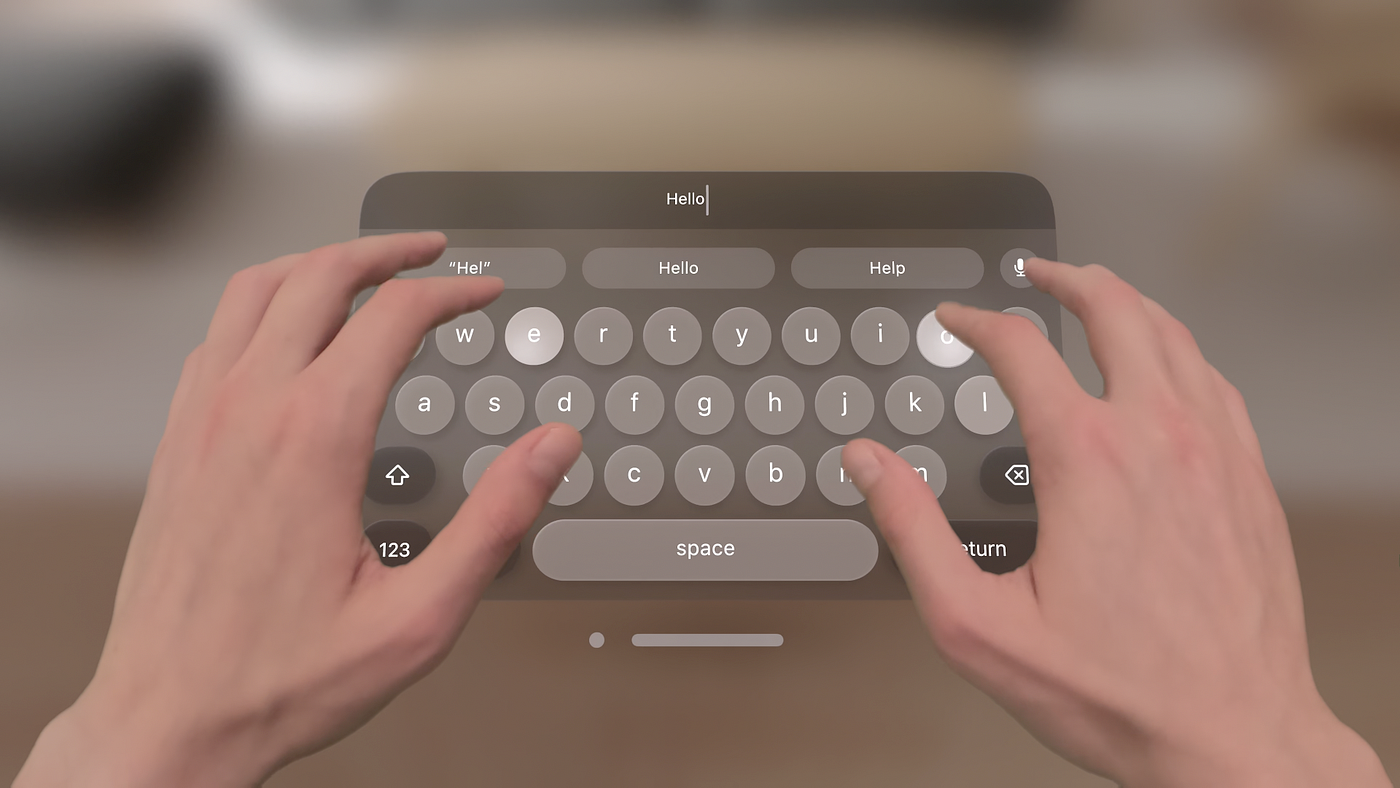 Hello
“Hel” Hello Help
w e r t y u i o
a s d f g h j k l
c v b
123 space